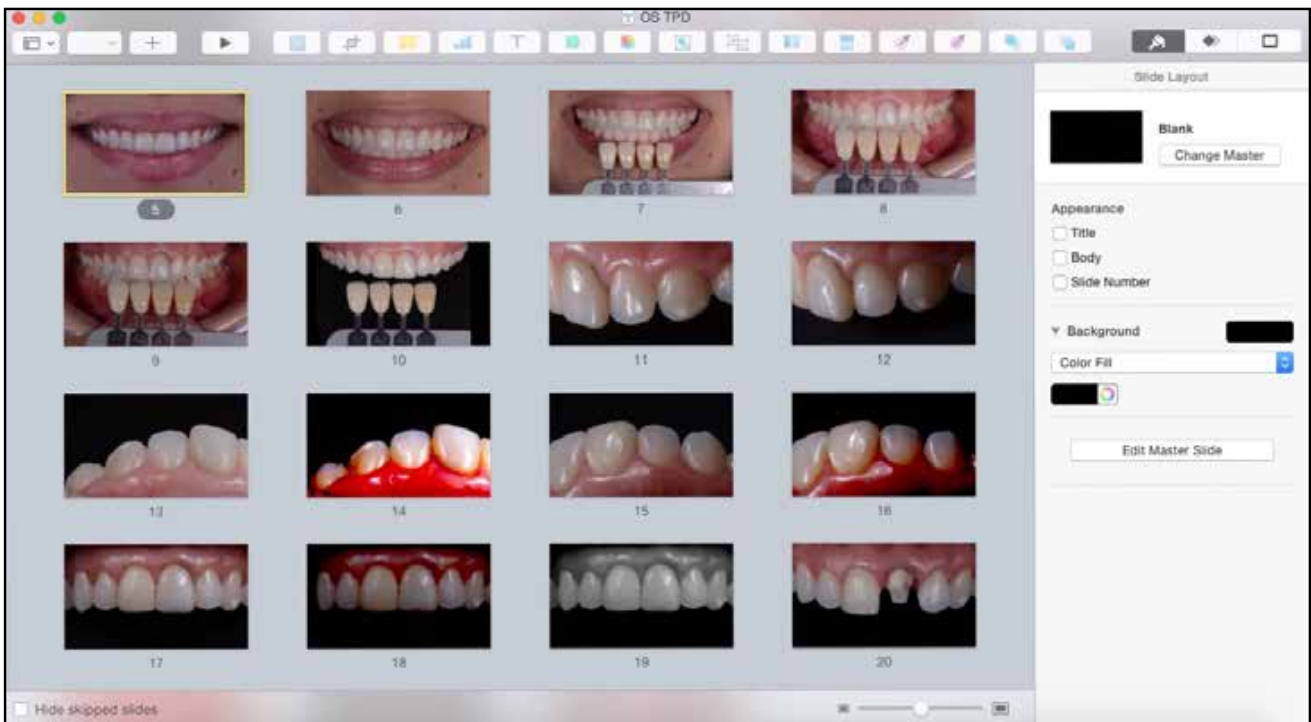 OS TPD
Slide Layout
Blank
Change Master
Appearance
Title
Body
Slide Number
Background
Color Fill
Edit Master Slide
5
6
7
8
9
10
11
12
13
14
15
16
17
18
19
20
Hide skipped slides